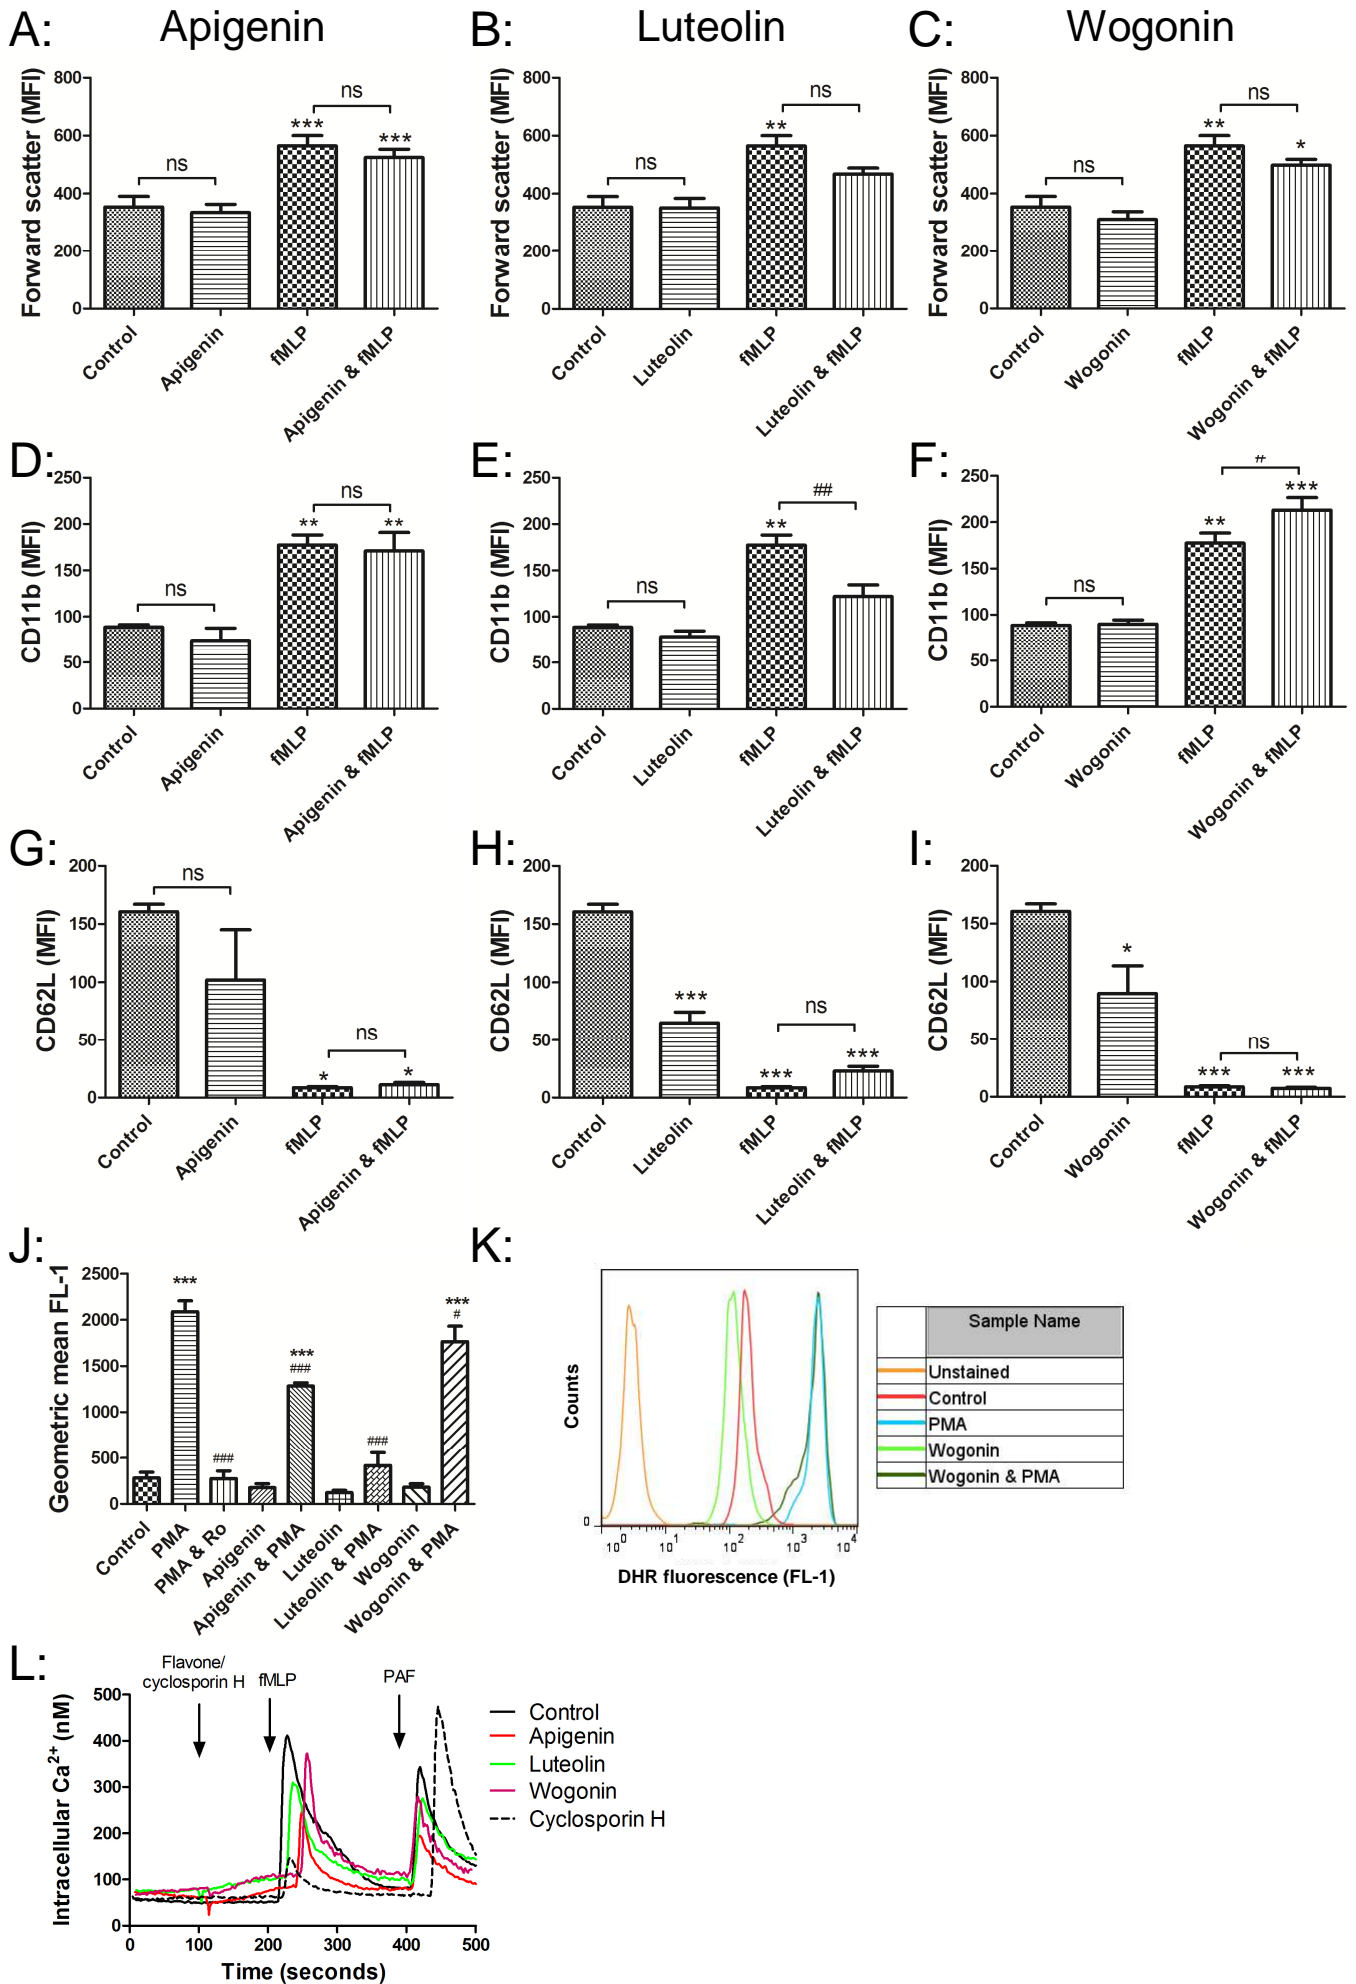 A: Apigenin
B: Luteolin
C: Wogonin
Forward scatter (MFI)
800
600
400
200
0
ns
***
ns
***
Control
Apigenin
fMLP
Apigenin & fMLP
Forward scatter (MFI)
800
600
400
200
0
ns
**
ns
Control
Luteolin
fMLP
Luteolin & fMLP
Forward scatter (MFI)
800
600
400
200
0
ns
**
ns
*
Control
Wogonin
fMLP
Wogonin & fMLP
D:
CD11b (MFI)
250
200
150
100
50
0
ns
**
ns
**
Control
Apigenin
fMLP
Apigenin & fMLP
E:
CD11b (MFI)
250
200
150
100
50
0
ns
**
##
Control
Luteolin
fMLP
Luteolin & fMLP
F:
CD11b (MFI)
250
200
150
100
50
0
ns
**
#
***
Control
Wogonin
fMLP
Wogonin & fMLP
G:
CD62L (MFI)
200
150
100
50
0
ns
*
ns
*
Control
Apigenin
fMLP
Apigenin & fMLP
H:
CD62L (MFI)
200
150
100
50
0
***
***
ns
***
Control
Luteolin
fMLP
Luteolin & fMLP
I:
CD62L (MFI)
200
150
100
50
0
*
***
ns
***
Control
Wogonin
fMLP
Wogonin & fMLP
J:
Geometric mean FL-1
2500
2000
1500
1000
500
0
***
###
***
###
###
***
#
Control
PMA
PMA & Ro
Apigenin
Apigenin & PMA
Luteolin
Luteolin & PMA
Wogonin
Wogonin & PMA
K:
Counts
0
10^0 10^1 10^2 10^3 10^4
DHR fluorescence (FL-1)
Sample Name
Unstained
Control
PMA
Wogonin
Wogonin & PMA
L:
Flavone/
cyclosporin H
fMLP
PAF
Intracellular Ca²⁺ (nM)
500
400
300
200
100
0
0 100 200 300 400 500
Time (seconds)
Control
Apigenin
Luteolin
Wogonin
Cyclosporin H